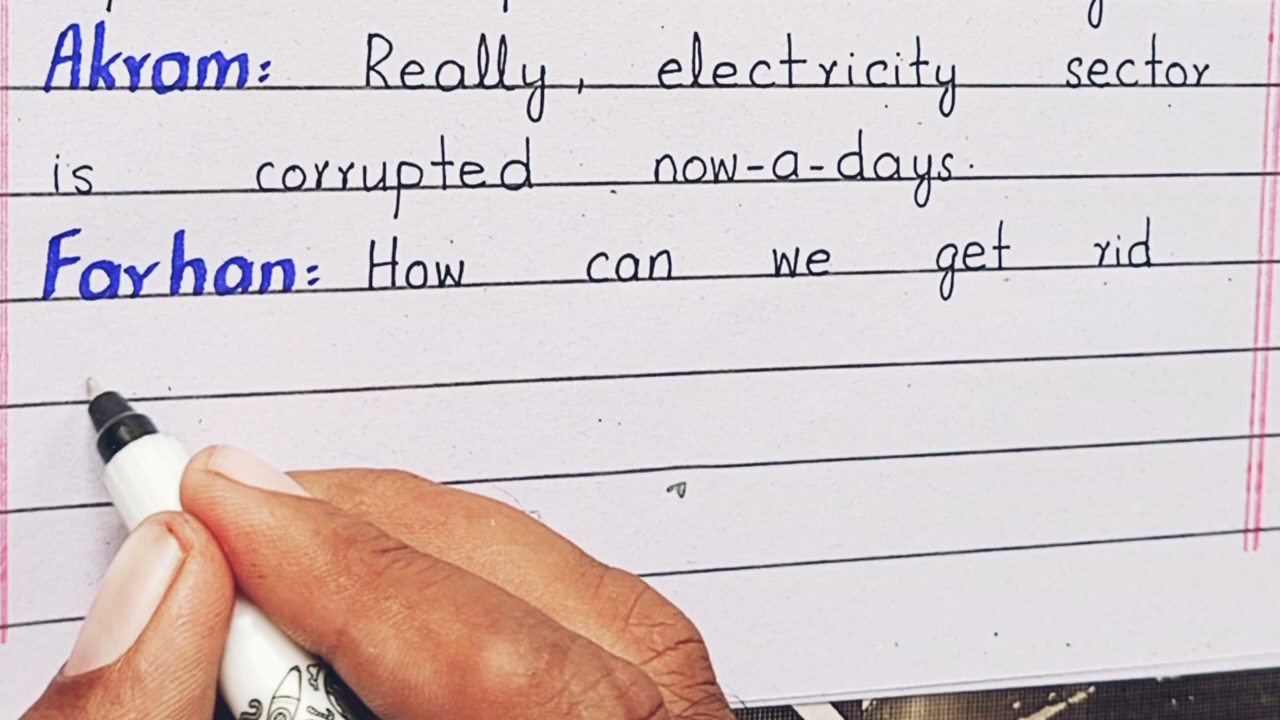 Akram: Really, electricity sector
is corrupted now-a-days.
Farhan: How can we get rid